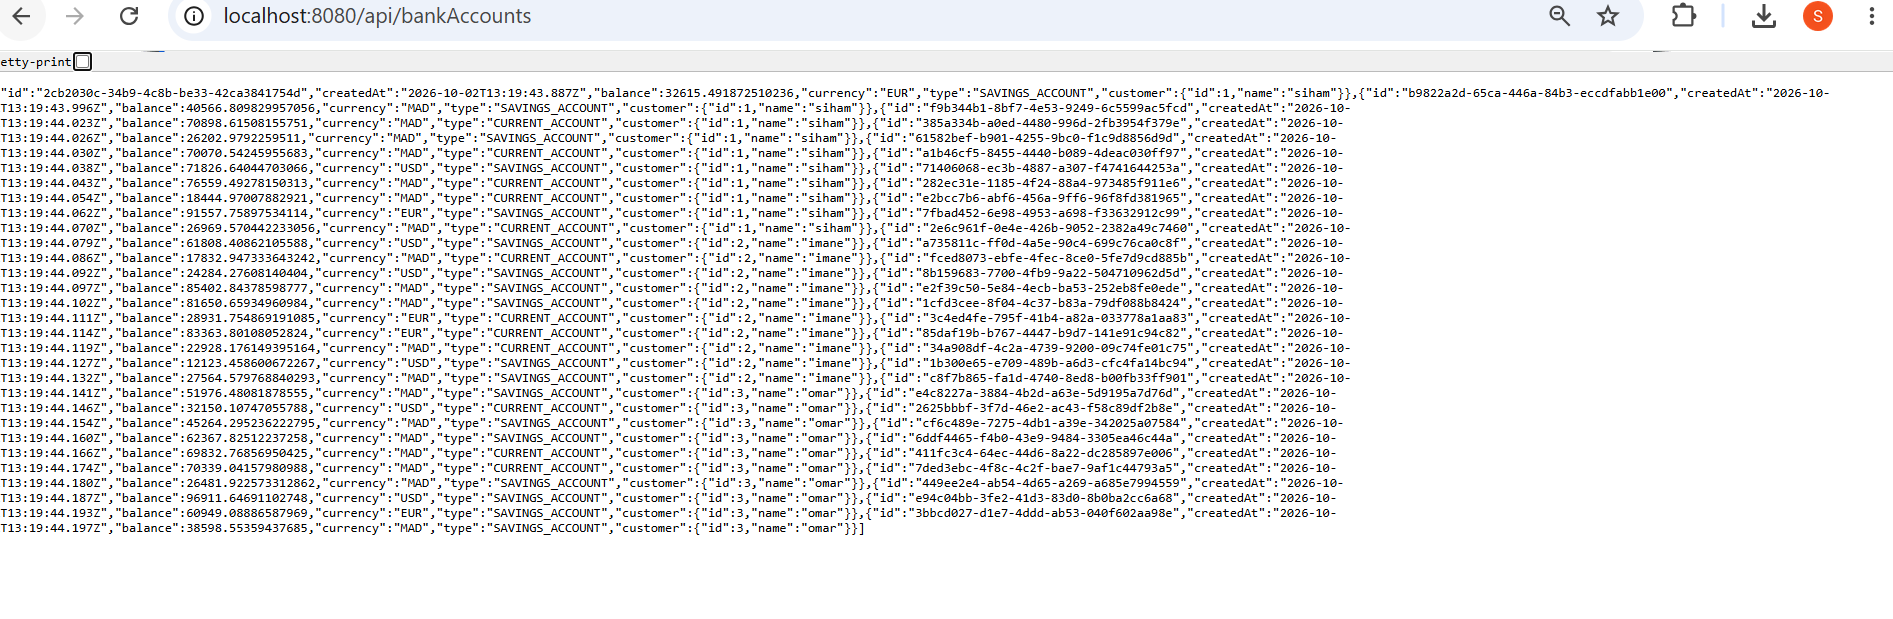 localhost:8080/api/bankAccounts
S
etty-print
"id":"2cb2030c-34b9-4c8b-be33-42ca3841754d","createdAt":"2026-10-02T13:19:43.887Z","balance":32615.491872510236,"currency":"EUR","type":"SAVINGS_ACCOUNT","customer":{"id":1,"name":"siham"}},{"id":"b9822a2d-65ca-446a-84b3-eccdfabb1e00","createdAt":"2026-10-
T13:19:43.996Z","balance":40566.809829957056,"currency":"MAD","type":"SAVINGS_ACCOUNT","customer":{"id":1,"name":"siham"}},{"id":"f9b344b1-8bf7-4e53-9249-6c5599ac5fcd","createdAt":"2026-10-
T13:19:44.023Z","balance":70898.61508155751,"currency":"MAD","type":"CURRENT_ACCOUNT","customer":{"id":1,"name":"siham"}},{"id":"385a334b-a0ed-4480-996d-2fb3954f379e","createdAt":"2026-10-
T13:19:44.026Z","balance":26202.9792259511,"currency":"MAD","type":"SAVINGS_ACCOUNT","customer":{"id":1,"name":"siham"}},{"id":"61582bef-b901-4255-9bc0-f1c9d8856d9d","createdAt":"2026-10-
T13:19:44.030Z","balance":70070.54245955683,"currency":"MAD","type":"CURRENT_ACCOUNT","customer":{"id":1,"name":"siham"}},{"id":"a1b46cf5-8455-4440-b089-4deac030ff97","createdAt":"2026-10-
T13:19:44.038Z","balance":71826.64044703066,"currency":"USD","type":"SAVINGS_ACCOUNT","customer":{"id":1,"name":"siham"}},{"id":"71406068-ec3b-4887-a307-f4741644253a","createdAt":"2026-10-
T13:19:44.043Z","balance":76559.49278150313,"currency":"MAD","type":"CURRENT_ACCOUNT","customer":{"id":1,"name":"siham"}},{"id":"282ec31e-1185-4f24-88a4-973485f911e6","createdAt":"2026-10-
T13:19:44.054Z","balance":18444.97007882921,"currency":"MAD","type":"CURRENT_ACCOUNT","customer":{"id":1,"name":"siham"}},{"id":"e2bcc7b6-abf6-456a-9ff6-96f8fd381965","createdAt":"2026-10-
T13:19:44.062Z","balance":91557.75897534114,"currency":"EUR","type":"SAVINGS_ACCOUNT","customer":{"id":1,"name":"siham"}},{"id":"7fbad452-6e98-4953-a698-f33632912c99","createdAt":"2026-10-
T13:19:44.070Z","balance":26969.570442233056,"currency":"MAD","type":"CURRENT_ACCOUNT","customer":{"id":1,"name":"siham"}},{"id":"2e6c961f-0e4e-426b-9052-2382a49c7460","createdAt":"2026-10-
T13:19:44.079Z","balance":61808.40862105588,"currency":"USD","type":"SAVINGS_ACCOUNT","customer":{"id":2,"name":"imane"}},{"id":"a735811c-ff0d-4a5e-90c4-699c76ca0c8f","createdAt":"2026-10-
T13:19:44.086Z","balance":17832.947333643242,"currency":"MAD","type":"CURRENT_ACCOUNT","customer":{"id":2,"name":"imane"}},{"id":"fced8073-ebfe-4fec-8ce0-5fe7d9cd885b","createdAt":"2026-10-
T13:19:44.092Z","balance":24284.27608140404,"currency":"USD","type":"SAVINGS_ACCOUNT","customer":{"id":2,"name":"imane"}},{"id":"8b159683-7700-4fb9-9a22-504710962d5d","createdAt":"2026-10-
T13:19:44.097Z","balance":85402.84378598777,"currency":"MAD","type":"SAVINGS_ACCOUNT","customer":{"id":2,"name":"imane"}},{"id":"e2f39c50-5e84-4ecb-ba53-252eb8fe0ede","createdAt":"2026-10-
T13:19:44.102Z","balance":81650.65934960984,"currency":"MAD","type":"SAVINGS_ACCOUNT","customer":{"id":2,"name":"imane"}},{"id":"1cfd3cee-8f04-4c37-b83a-79df088b8424","createdAt":"2026-10-
T13:19:44.111Z","balance":28931.754869191085,"currency":"EUR","type":"CURRENT_ACCOUNT","customer":{"id":2,"name":"imane"}},{"id":"3c4ed4fe-795f-41b4-a82a-033778a1aa83","createdAt":"2026-10-
T13:19:44.114Z","balance":83363.80108052824,"currency":"EUR","type":"CURRENT_ACCOUNT","customer":{"id":2,"name":"imane"}},{"id":"85daf19b-b767-4447-b9d7-141e91c94c82","createdAt":"2026-10-
T13:19:44.119Z","balance":22928.176149395164,"currency":"MAD","type":"CURRENT_ACCOUNT","customer":{"id":2,"name":"imane"}},{"id":"34a908df-4c2a-4739-9200-09c74fe01c75","createdAt":"2026-10-
T13:19:44.127Z","balance":12123.458600672267,"currency":"USD","type":"SAVINGS_ACCOUNT","customer":{"id":2,"name":"imane"}},{"id":"1b300e65-e709-489b-a6d3-cfc4fa14bc94","createdAt":"2026-10-
T13:19:44.132Z","balance":27564.579768840293,"currency":"MAD","type":"SAVINGS_ACCOUNT","customer":{"id":2,"name":"imane"}},{"id":"c8f7b865-fa1d-4740-8ed8-b00fb33ff901","createdAt":"2026-10-
T13:19:44.141Z","balance":51976.48081878555,"currency":"MAD","type":"SAVINGS_ACCOUNT","customer":{"id":3,"name":"omar"}},{"id":"e4c8227a-3884-4b2d-a63e-5d9195a7d76d","createdAt":"2026-10-
T13:19:44.146Z","balance":32150.10747055788,"currency":"USD","type":"CURRENT_ACCOUNT","customer":{"id":3,"name":"omar"}},{"id":"2625bbbf-3f7d-46e2-ac43-f58c89df2b8e","createdAt":"2026-10-
T13:19:44.154Z","balance":45264.295236222795,"currency":"MAD","type":"SAVINGS_ACCOUNT","customer":{"id":3,"name":"omar"}},{"id":"cf6c489e-7275-4db1-a39e-342025a07584","createdAt":"2026-10-
T13:19:44.160Z","balance":62367.82512237258,"currency":"MAD","type":"SAVINGS_ACCOUNT","customer":{"id":3,"name":"omar"}},{"id":"6ddf4465-f4b0-43e9-9484-3305ea46c44a","createdAt":"2026-10-
T13:19:44.166Z","balance":69832.76856950425,"currency":"MAD","type":"CURRENT_ACCOUNT","customer":{"id":3,"name":"omar"}},{"id":"411fc3c4-64ec-44d6-8a22-dc285897e006","createdAt":"2026-10-
T13:19:44.174Z","balance":70339.04157980988,"currency":"MAD","type":"CURRENT_ACCOUNT","customer":{"id":3,"name":"omar"}},{"id":"7ded3ebc-4f8c-4c2f-bae7-9af1c44793a5","createdAt":"2026-10-
T13:19:44.180Z","balance":26481.922573312862,"currency":"MAD","type":"SAVINGS_ACCOUNT","customer":{"id":3,"name":"omar"}},{"id":"449ee2e4-ab54-4d65-a269-a685e7994559","createdAt":"2026-10-
T13:19:44.187Z","balance":96911.64691102748,"currency":"USD","type":"SAVINGS_ACCOUNT","customer":{"id":3,"name":"omar"}},{"id":"e94c04bb-3fe2-41d3-83d0-8b0ba2cc6a68","createdAt":"2026-10-
T13:19:44.193Z","balance":60949.08886587969,"currency":"EUR","type":"SAVINGS_ACCOUNT","customer":{"id":3,"name":"omar"}},{"id":"3bbcd027-d1e7-4ddd-ab53-040f602aa98e","createdAt":"2026-10-
T13:19:44.197Z","balance":38598.55359437685,"currency":"MAD","type":"SAVINGS_ACCOUNT","customer":{"id":3,"name":"omar"}}]